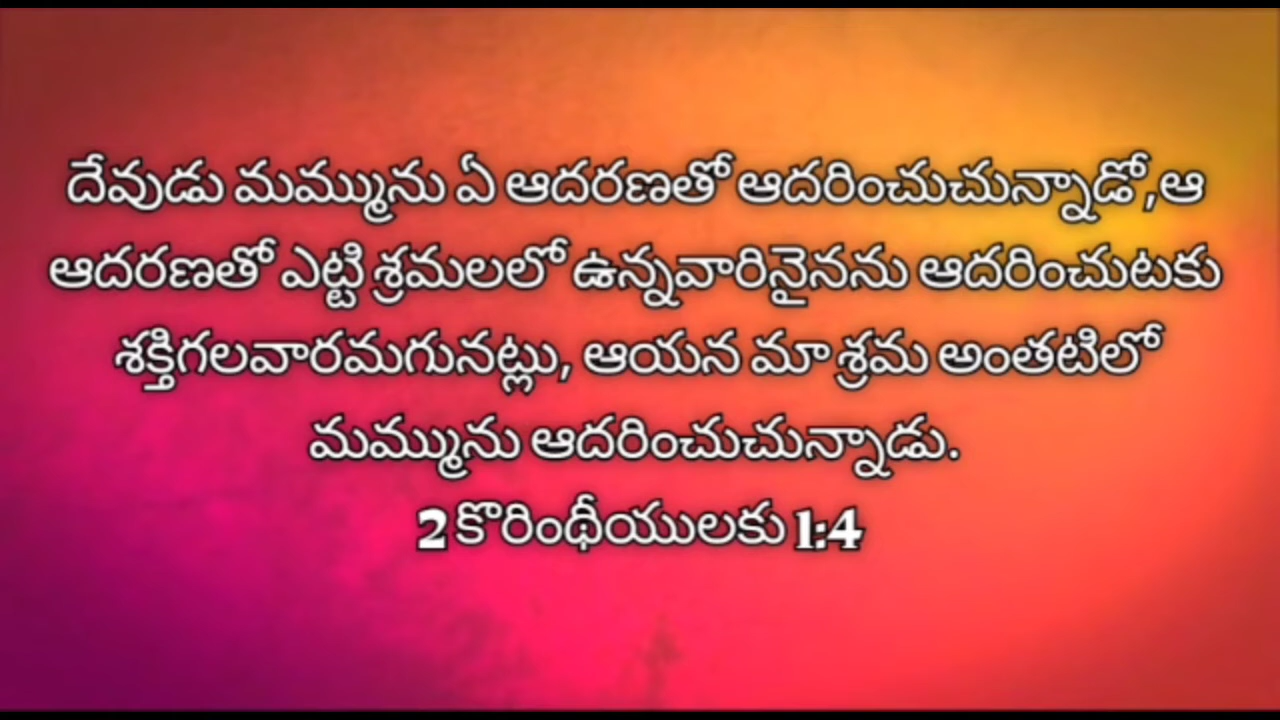 దేవుడు మమ్మును ఏ ఆదరణతో ఆదరించుచున్నాడో,ఆ
ఆదరణతో ఎట్టి శ్రమలలో ఉన్నవారినైనను ఆదరించుటకు
శక్తిగలవారమగునట్లు, ఆయన మా శ్రమ అంతటిలో
మమ్మును ఆదరించుచున్నాడు.
2 కొరింథీయులకు 1:4